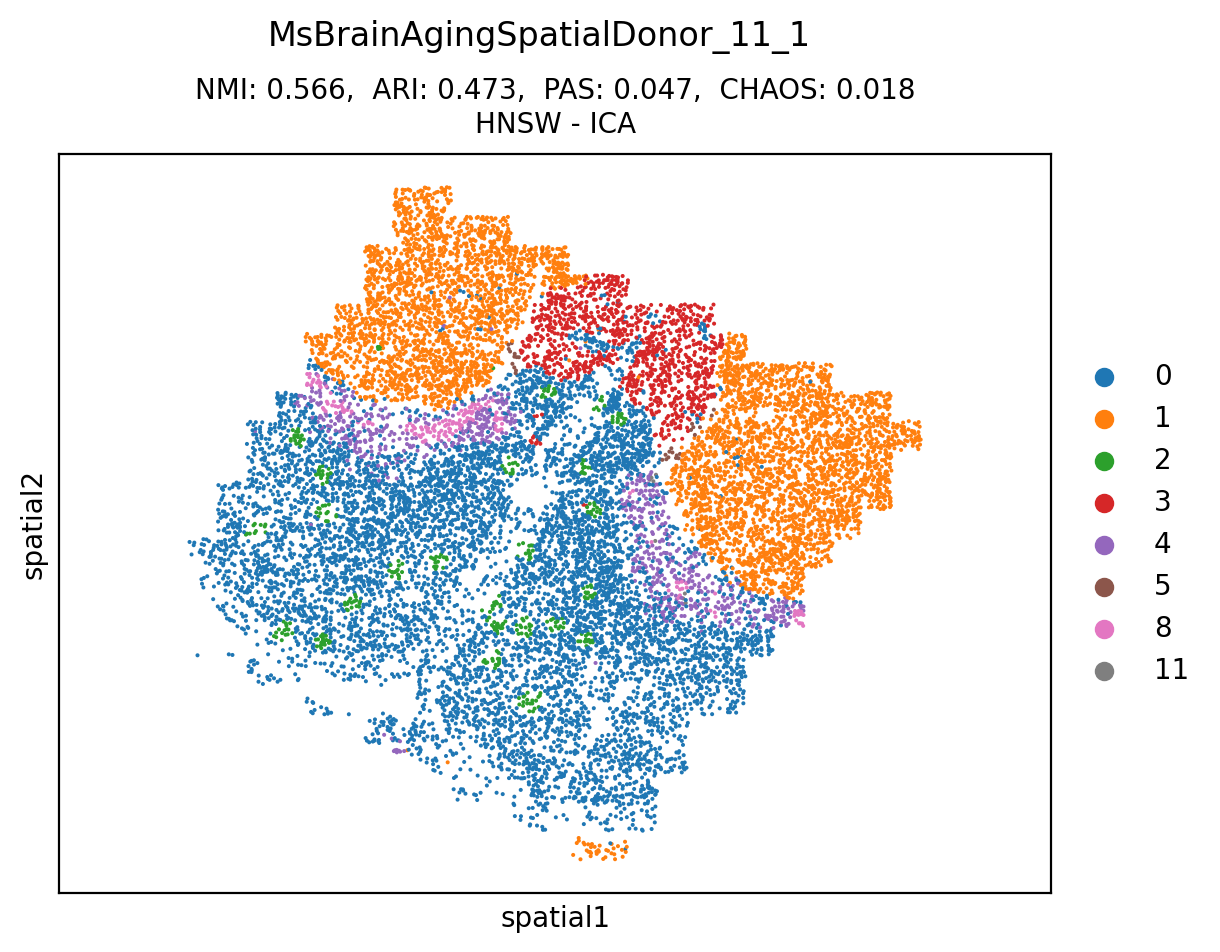 MsBrainAgingSpatialDonor_11_1
NMI: 0.566,  ARI: 0.473,  PAS: 0.047,  CHAOS: 0.018
HNSW - ICA
spatial2
spatial1
0
1
2
3
4
5
8
11